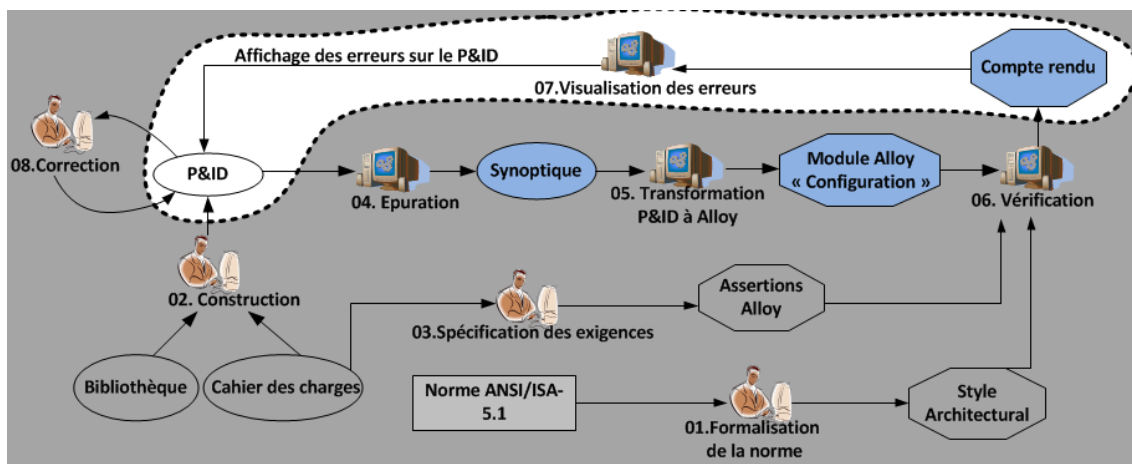 Affichage des erreurs sur le P&ID
07.Visualisation des erreurs
Compte rendu
08.Correction
P&ID
04. Epuration
Synoptique
05. Transformation
P&ID à Alloy
Module Alloy
« Configuration »
06. Vérification
02. Construction
03.Spécification des exigences
Assertions
Alloy
Bibliothèque
Cahier des charges
Norme ANSI/ISA-
5.1
01.Formalisation
de la norme
Style
Architectural